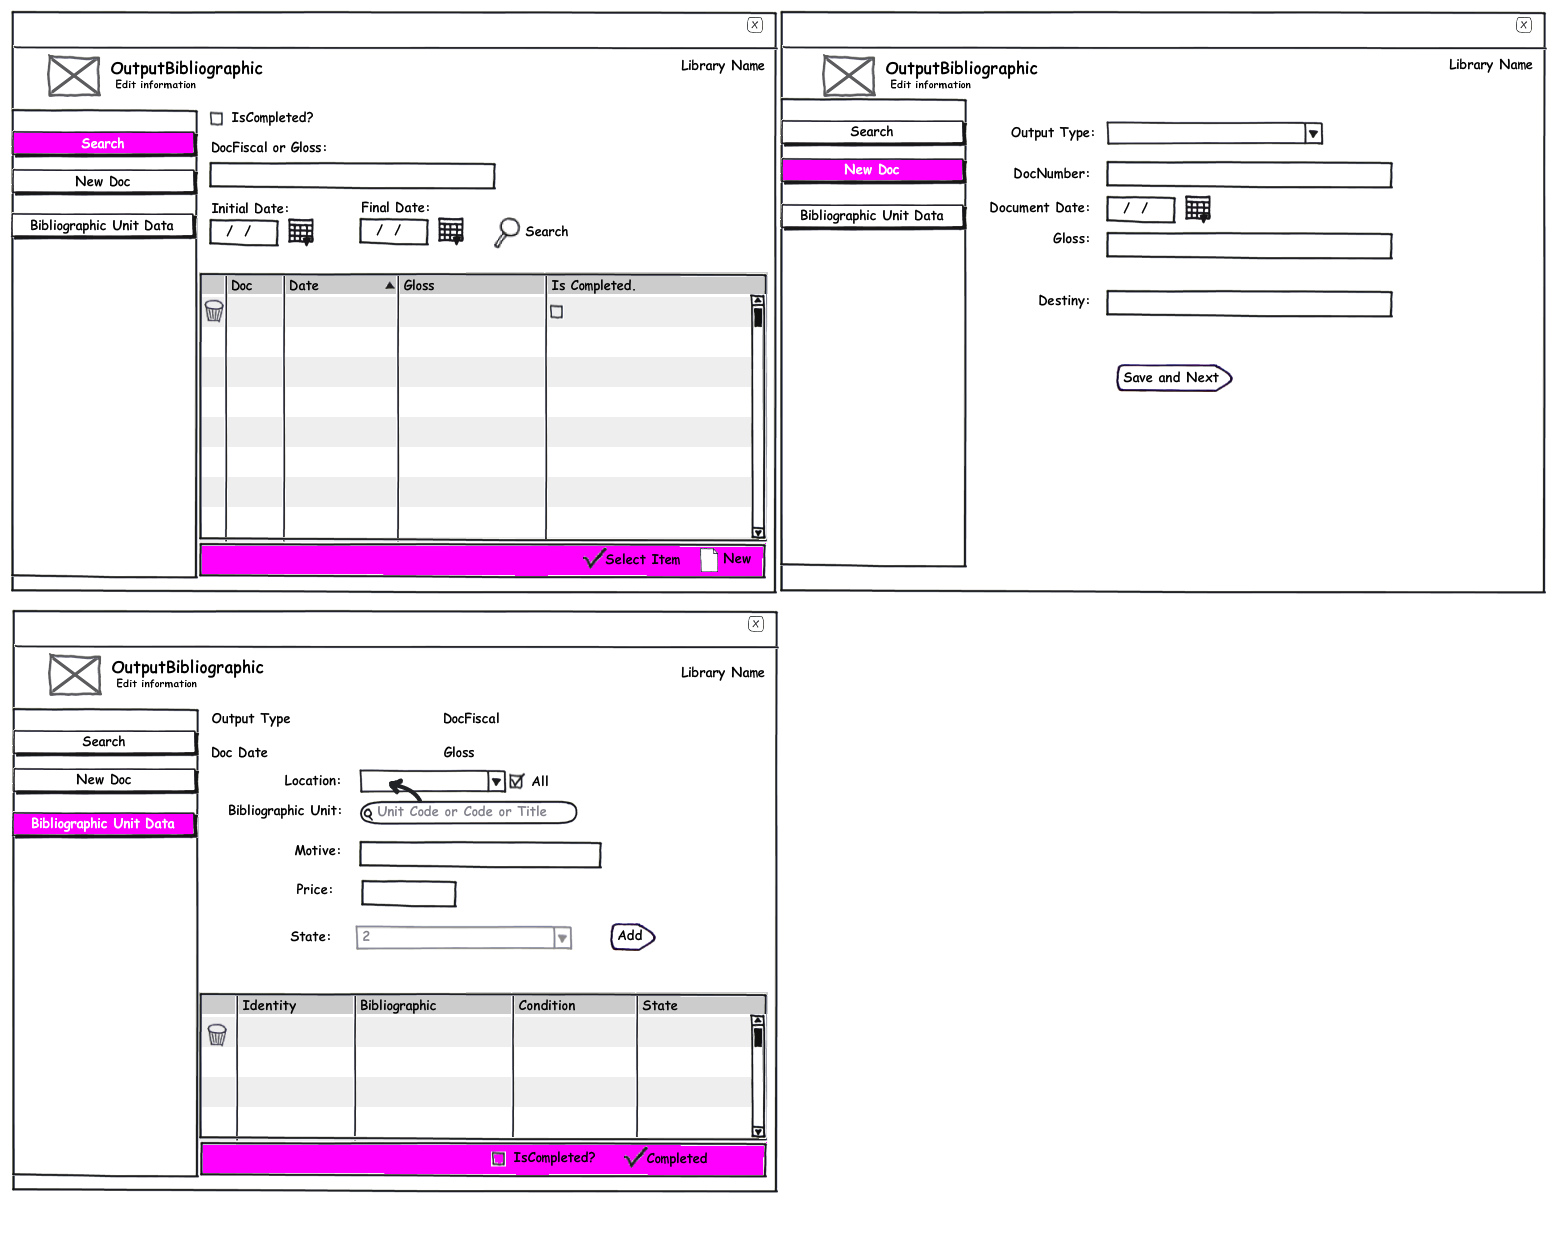 X
OutputBibliographic
Edit information
Library Name
Search
New Doc
Bibliographic Unit Data
IsCompleted?
DocFiscal or Gloss:
Initial Date:
Final Date:
/ /
/ /
Search
Doc Date Gloss Is Completed.
Select Item New
X
OutputBibliographic
Edit information
Library Name
Search
New Doc
Bibliographic Unit Data
Output Type:
DocNumber:
Document Date: / /
Gloss:
Destiny:
Save and Next
X
OutputBibliographic
Edit information
Library Name
Search
New Doc
Bibliographic Unit Data
Output Type DocFiscal
Doc Date Gloss
Location: All
Bibliographic Unit: Unit Code or Code or Title
Motive:
Price:
State: 2 Add
Identity Bibliographic Condition State
IsCompleted? Completed